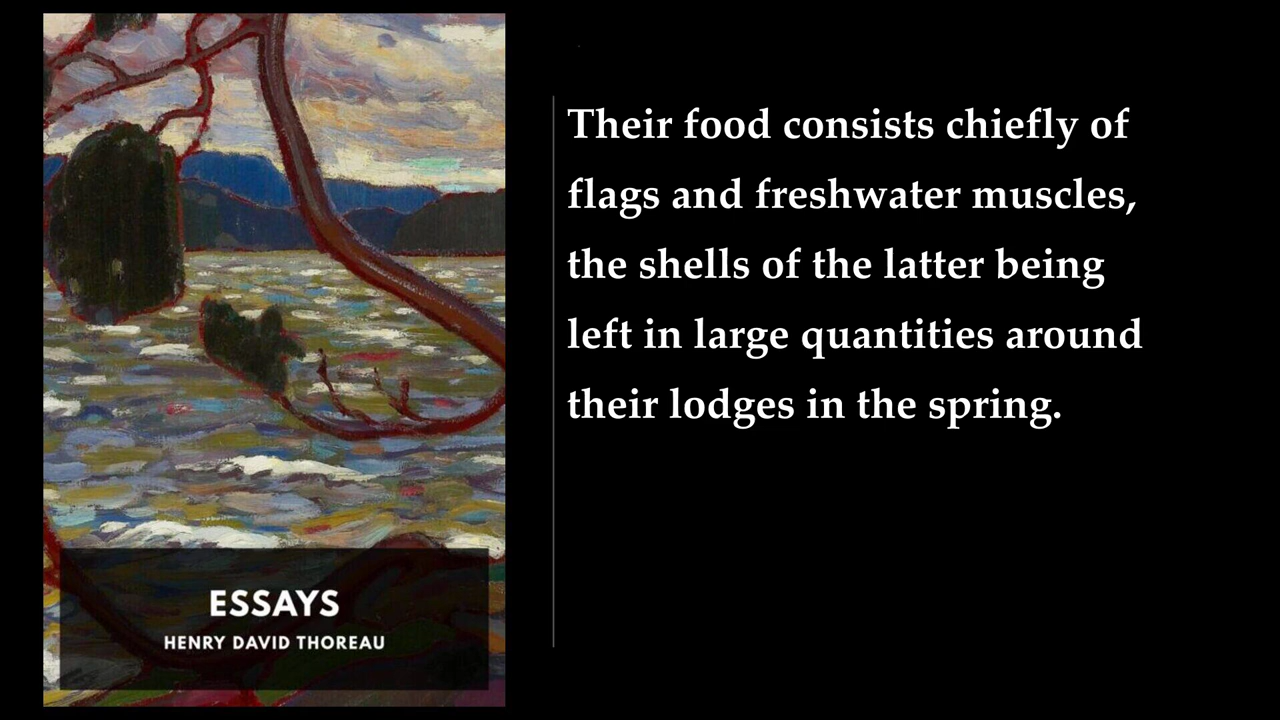 Their food consists chiefly of
flags and freshwater muscles,
the shells of the latter being
left in large quantities around
their lodges in the spring.
ESSAYS
HENRY DAVID THOREAU